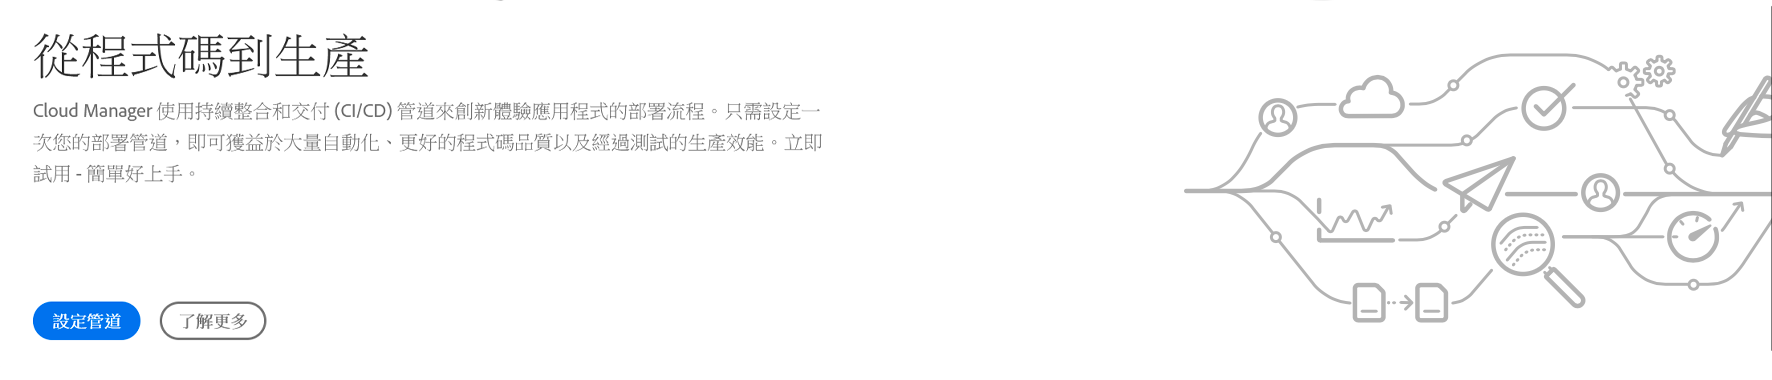 從程式碼到生產
Cloud Manager 使用持續整合和交付 (CI/CD) 管道來創新體驗應用程式的部署流程。只需設定一
次您的部署管道，即可獲益於大量自動化、更好的程式碼品質以及經過測試的生產效能。立即
試用 - 簡單好上手。
設定管道
了解更多